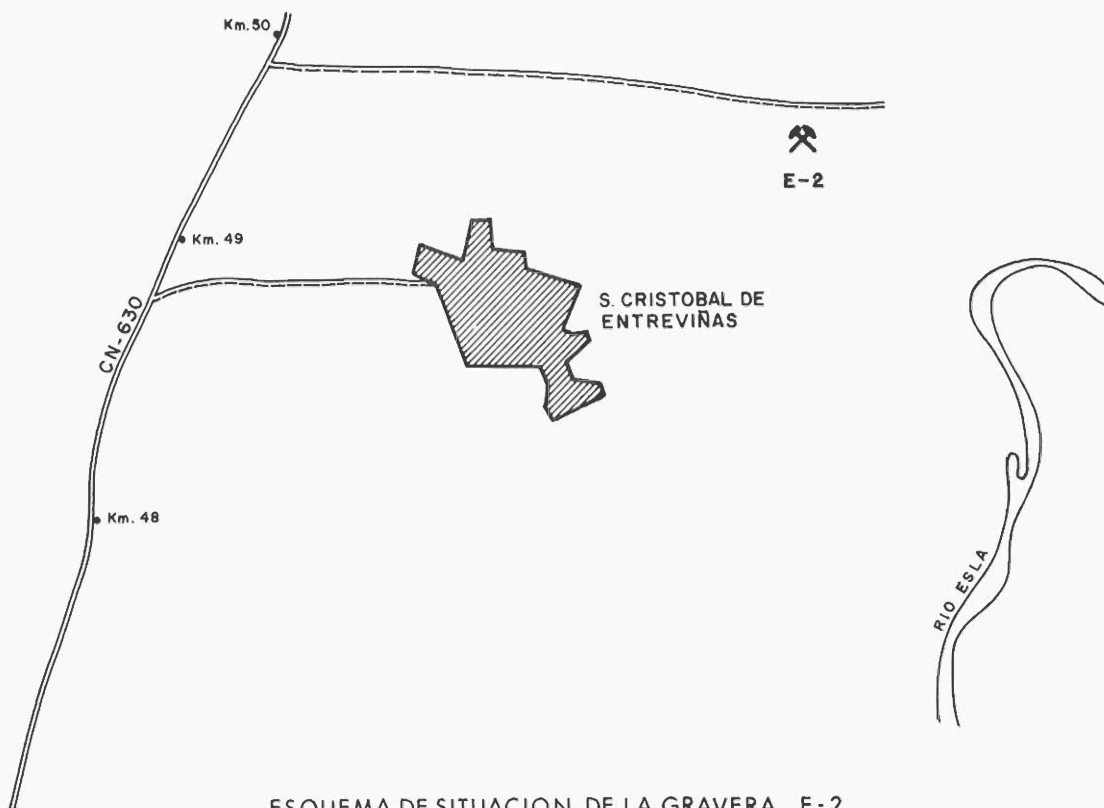 Km. 50
E-2
Km. 49
S. CRISTOBAL DE
ENTREVIÑAS
CN-630
Km. 48
RIO ESLA
ESQUEMA DE SITUACION DE LA GRAVERA E-2